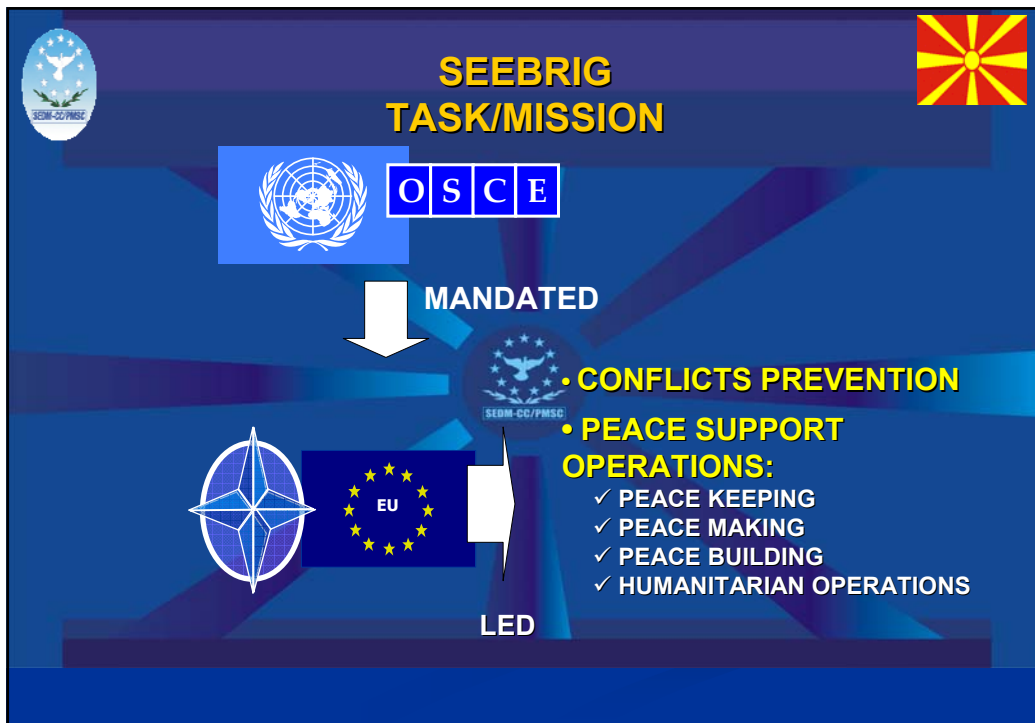 SEDM-CC/PMSC
SEEBRIG
TASK/MISSION
O S C E
MANDATED
SEDM-CC/PMSC
• CONFLICTS PREVENTION
• PEACE SUPPORT
OPERATIONS:
✓ PEACE KEEPING
✓ PEACE MAKING
✓ PEACE BUILDING
✓ HUMANITARIAN OPERATIONS
EU
LED